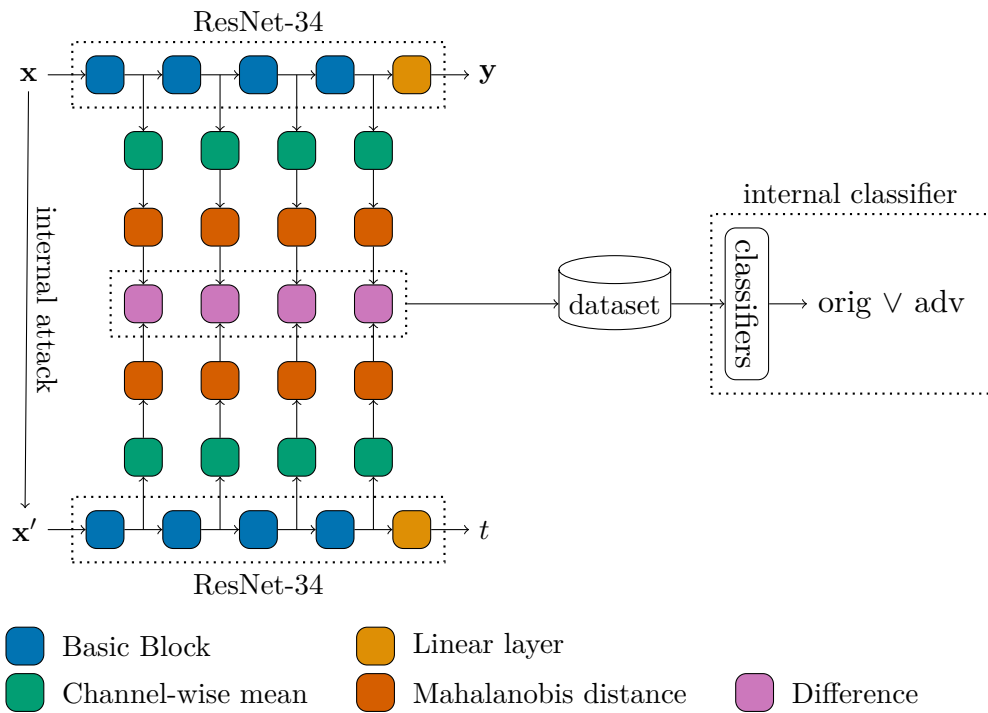 ResNet-34
x
y
internal attack
internal classifier
classifiers
dataset
orig ∨ adv
x′
t
ResNet-34
Basic Block
Linear layer
Channel-wise mean
Mahalanobis distance
Difference